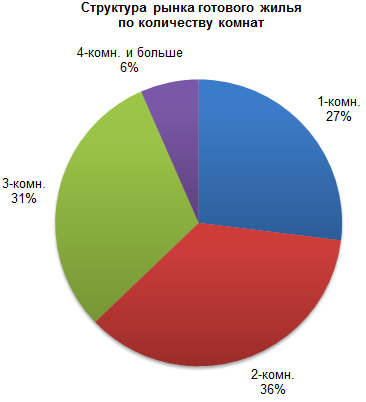 Структура рынка готового жилья
по количеству комнат
4-комн. и больше
6%
1-комн.
27%
3-комн.
31%
2-комн.
36%